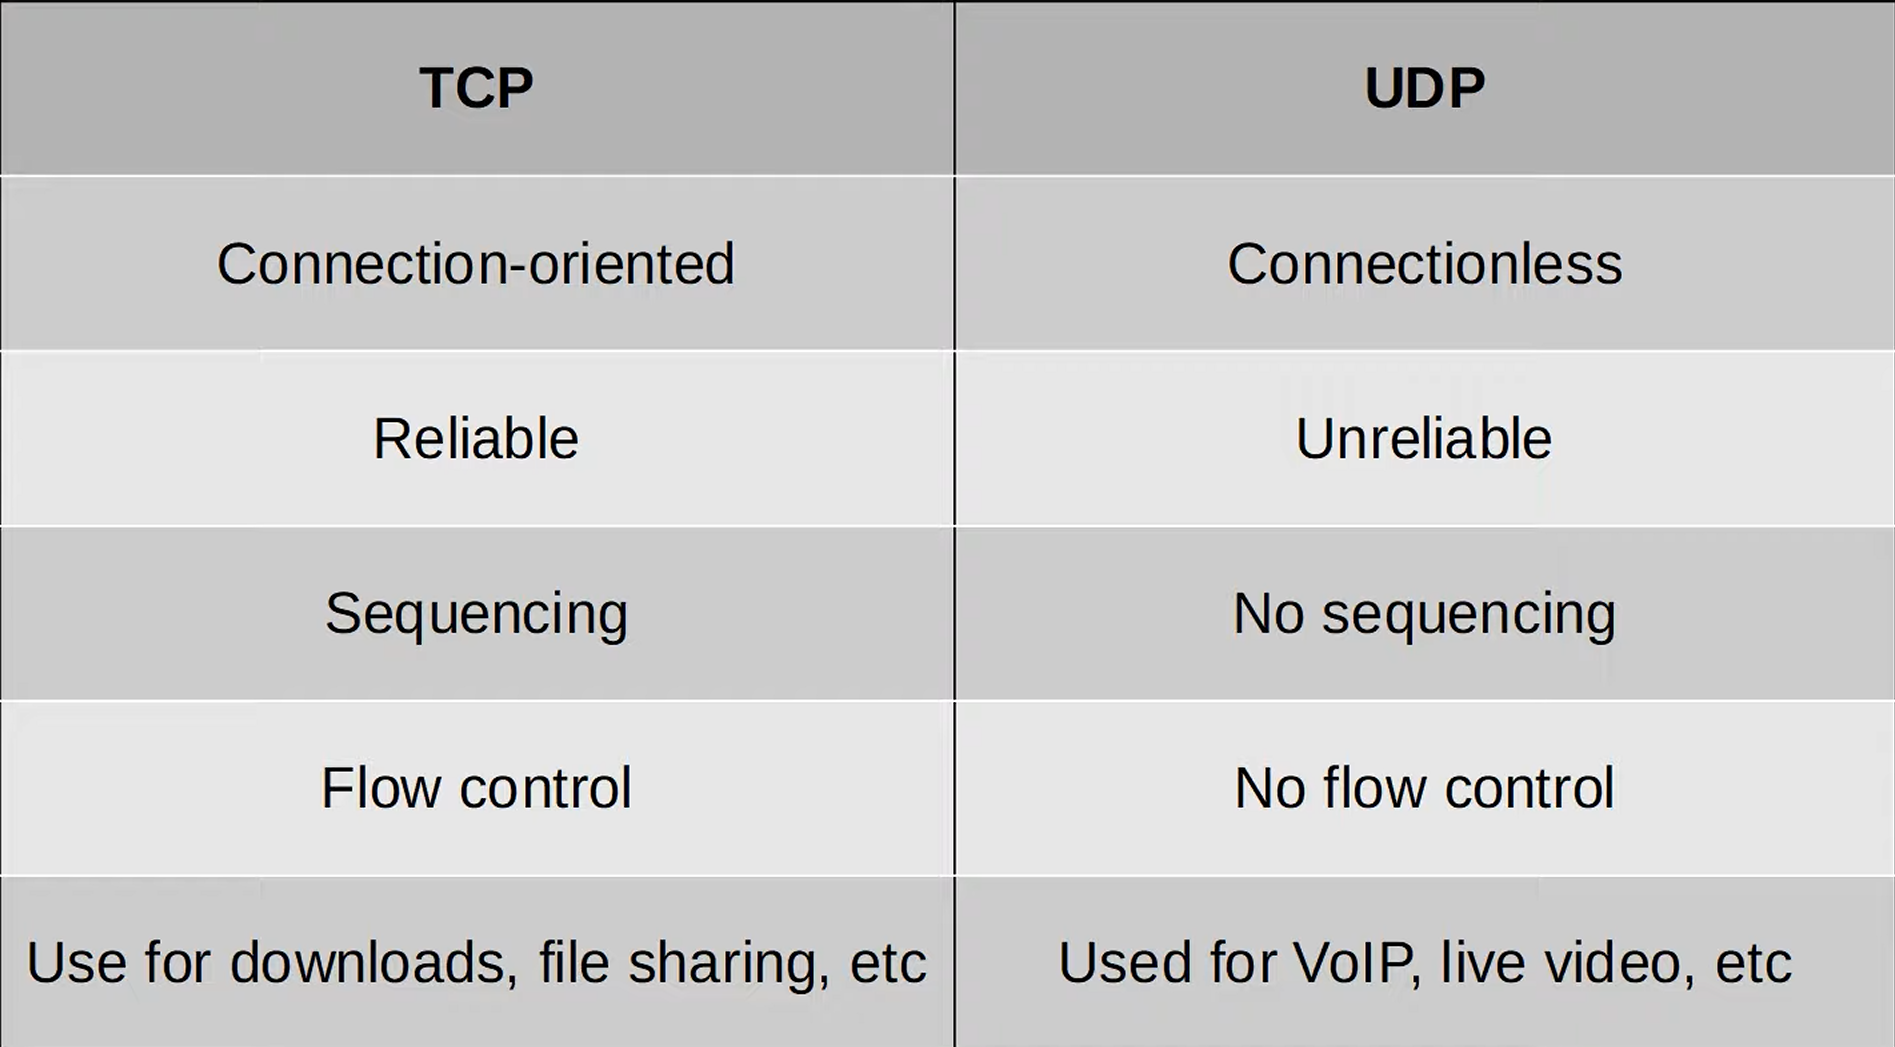 TCP
UDP
Connection-oriented
Connectionless
Reliable
Unreliable
Sequencing
No sequencing
Flow control
No flow control
Use for downloads, file sharing, etc
Used for VoIP, live video, etc